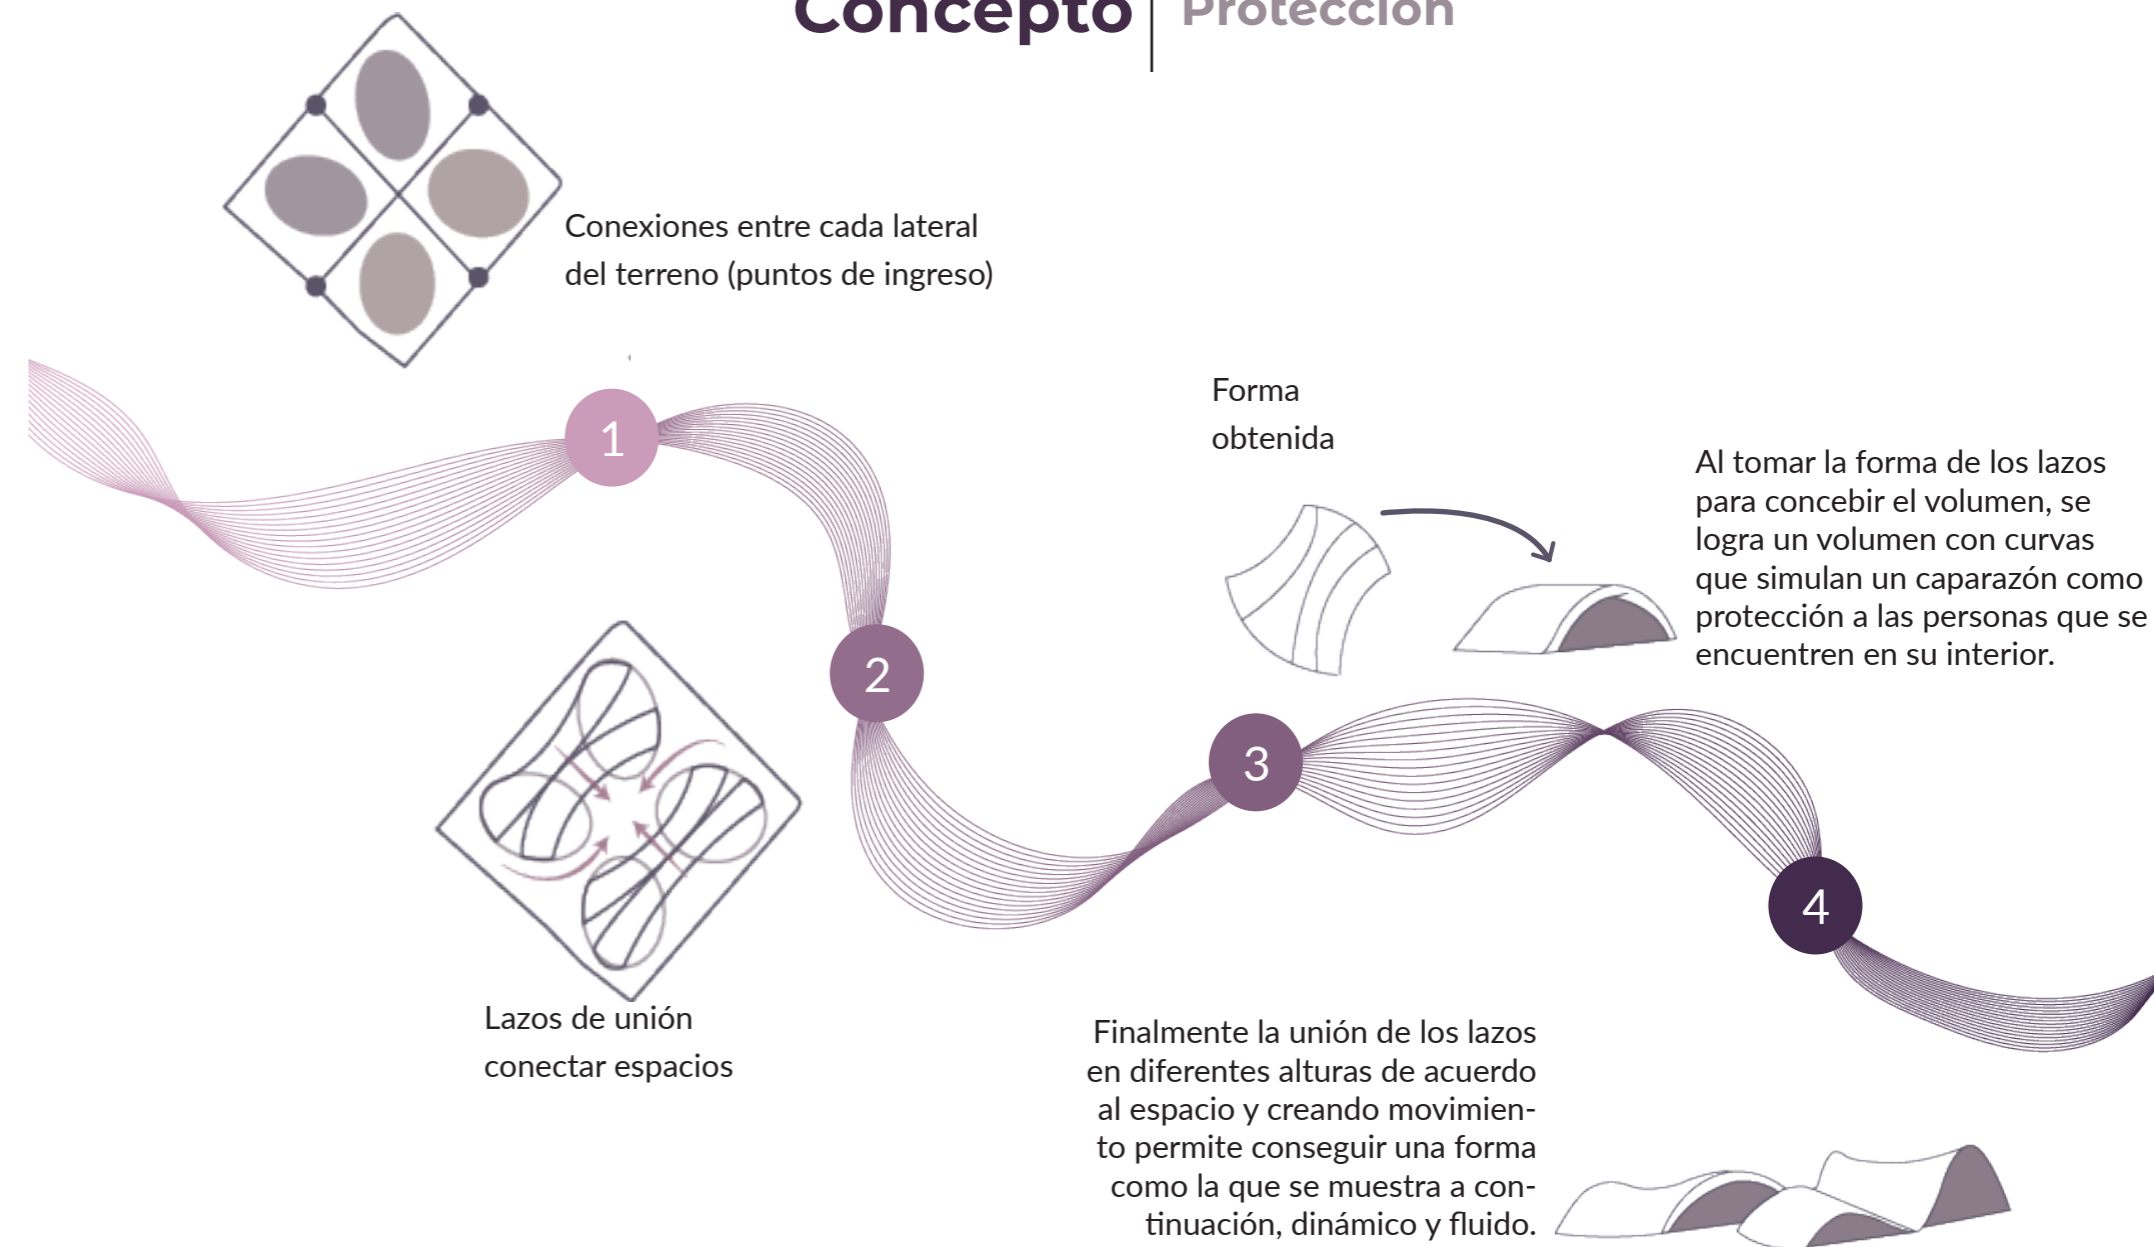 Concepto
Protección
Conexiones entre cada lateral
del terreno (puntos de ingreso)
1
2
Lazos de unión
conectar espacios
Forma
obtenida
Al tomar la forma de los lazos
para concebir el volumen, se
logra un volumen con curvas
que simulan un caparazón como
protección a las personas que se
encuentren en su interior.
3
4
Finalmente la unión de los lazos
en diferentes alturas de acuerdo
al espacio y creando movimien-
to permite conseguir una forma
como la que se muestra a con-
tinuación, dinámico y fluido.